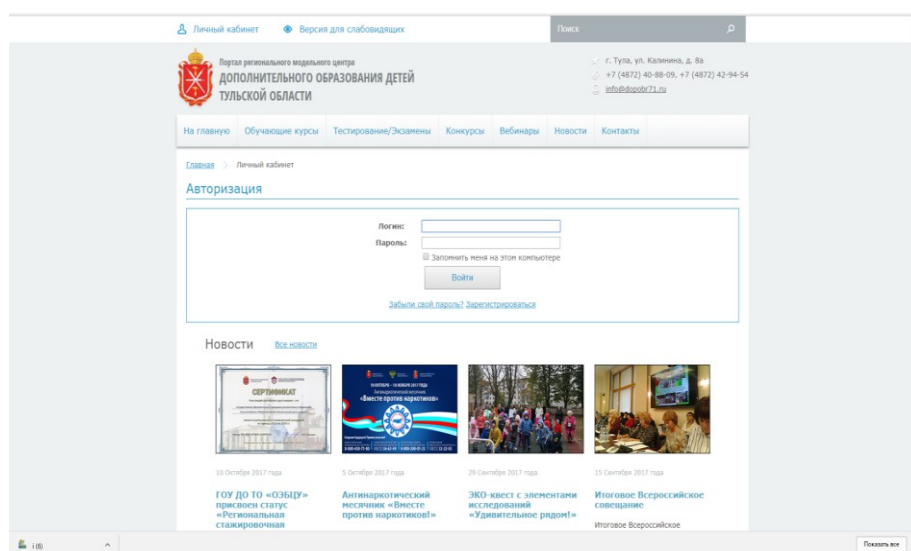 Личный кабинет
Версия для слабовидящих
Поиск
Портал регионального модельного центра
ДОПОЛНИТЕЛЬНОГО ОБРАЗОВАНИЯ ДЕТЕЙ
ТУЛЬСКОЙ ОБЛАСТИ
г. Тула, ул. Калинина, д. 8а
+7 (4872) 40-88-09, +7 (4872) 42-94-54
info@dopobr71.ru
На главную Обучающие курсы Тестирование/Экзамены Конкурсы Вебинары Новости Контакты
Главная Личный кабинет
Авторизация
Логин:
Пароль:
Запомнить меня на этом компьютере
Войти
Забыли свой пароль? Зарегистрироваться
Новости Все новости
СЕРТИФИКАТ
Антинаркотический месячник
«Вместе против наркотиков»
10 Октября 2017 года
5 Октября 2017 года
29 Сентября 2017 года
15 Сентября 2017 года
ГОУ ДО ТО «ОЭБЦУ»
присвоен статус
«Региональная
стажировочная
Антинаркотический
месячник «Вместе
против наркотиков!»
ЭКО-квест с элементами
исследований
«Удивительное рядом!»
Итоговое Всероссийское
совещание
Итоговое Всероссийское
i (6)
Показать все